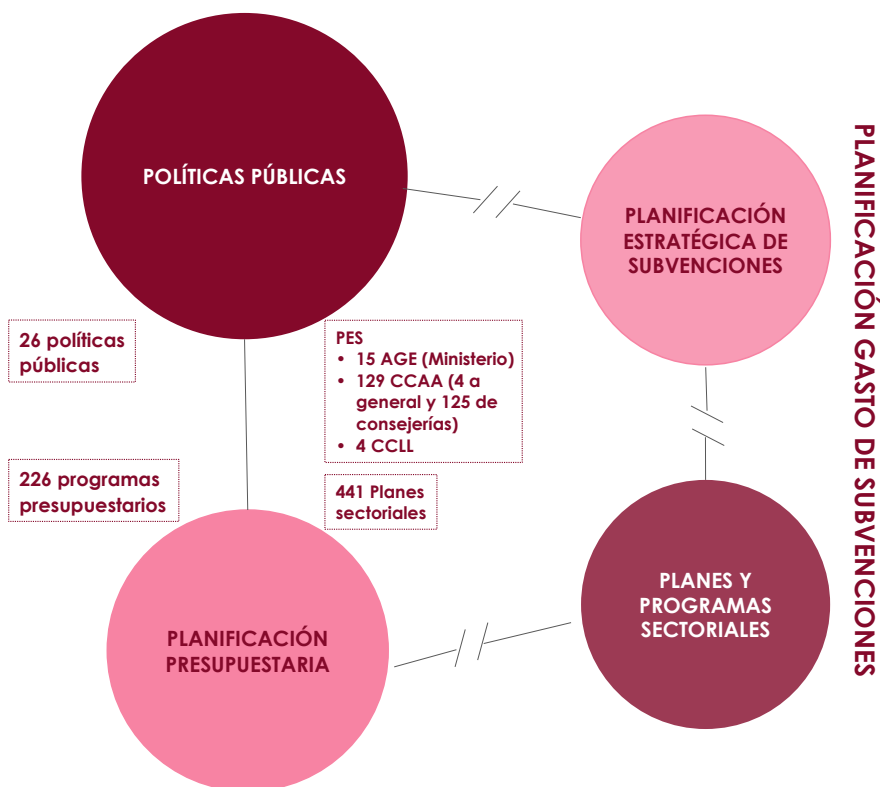 POLÍTICAS PÚBLICAS
PLANIFICACIÓN
ESTRATÉGICA DE
SUBVENCIONES
26 políticas
públicas
PES
• 15 AGE (Ministerio)
• 129 CCAA (4 a
general y 125 de
consejerías)
• 4 CCLL
226 programas
presupuestarios
441 Planes
sectoriales
PLANIFICACIÓN
PRESUPUESTARIA
PLANES Y
PROGRAMAS
SECTORIALES
PLANIFICACIÓN GASTO DE SUBVENCIONES